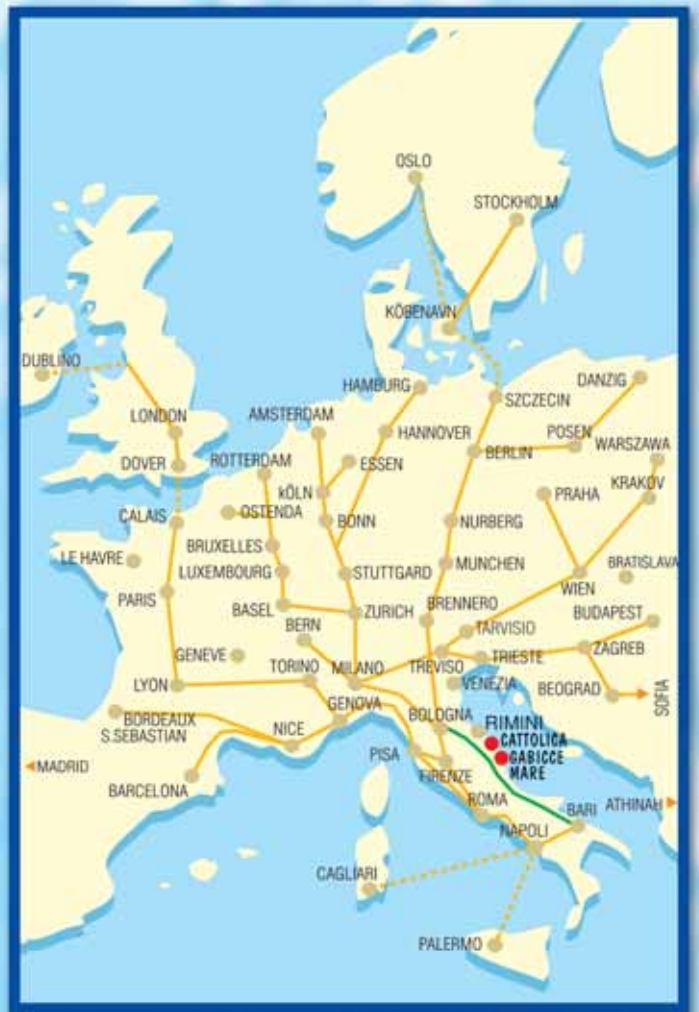 OSLO
STOCKHOLM
KÖBENAVN
DUBLINO
HAMBURG
DANZIG
SZCZECIN
LONDON
AMSTERDAM
HANNOVER
POSEN
BERLIN
WARSZAWA
DOVER
ROTTERDAM
ESSEN
KRAKOV
kÖLN
PRAHA
OSTENDA
CALAIS
BONN
NURBERG
BRUXELLES
LE HAVRE
LUXEMBOURG
STUTTGARD
MUNCHEN
BRATISLAVA
WIEN
PARIS
BASEL
ZURICH
BRENNERO
BUDAPEST
BERN
TARVISIO
GENEVE
TORINO
MILANO
TREVISO
TRIESTE
ZAGREB
LYON
VENEZIA
BEOGRAD
SOFIA
GENOVA
BORDEAUX
S.SEBASTIAN
NICE
BOLOGNA
RIMINI
CATTOLICA
GABICCE
MARE
PISA
FIRENZE
MADRID
BARCELONA
ROMA
BARI
ATHINAH
NAPOLI
CAGLIARI
PALERMO